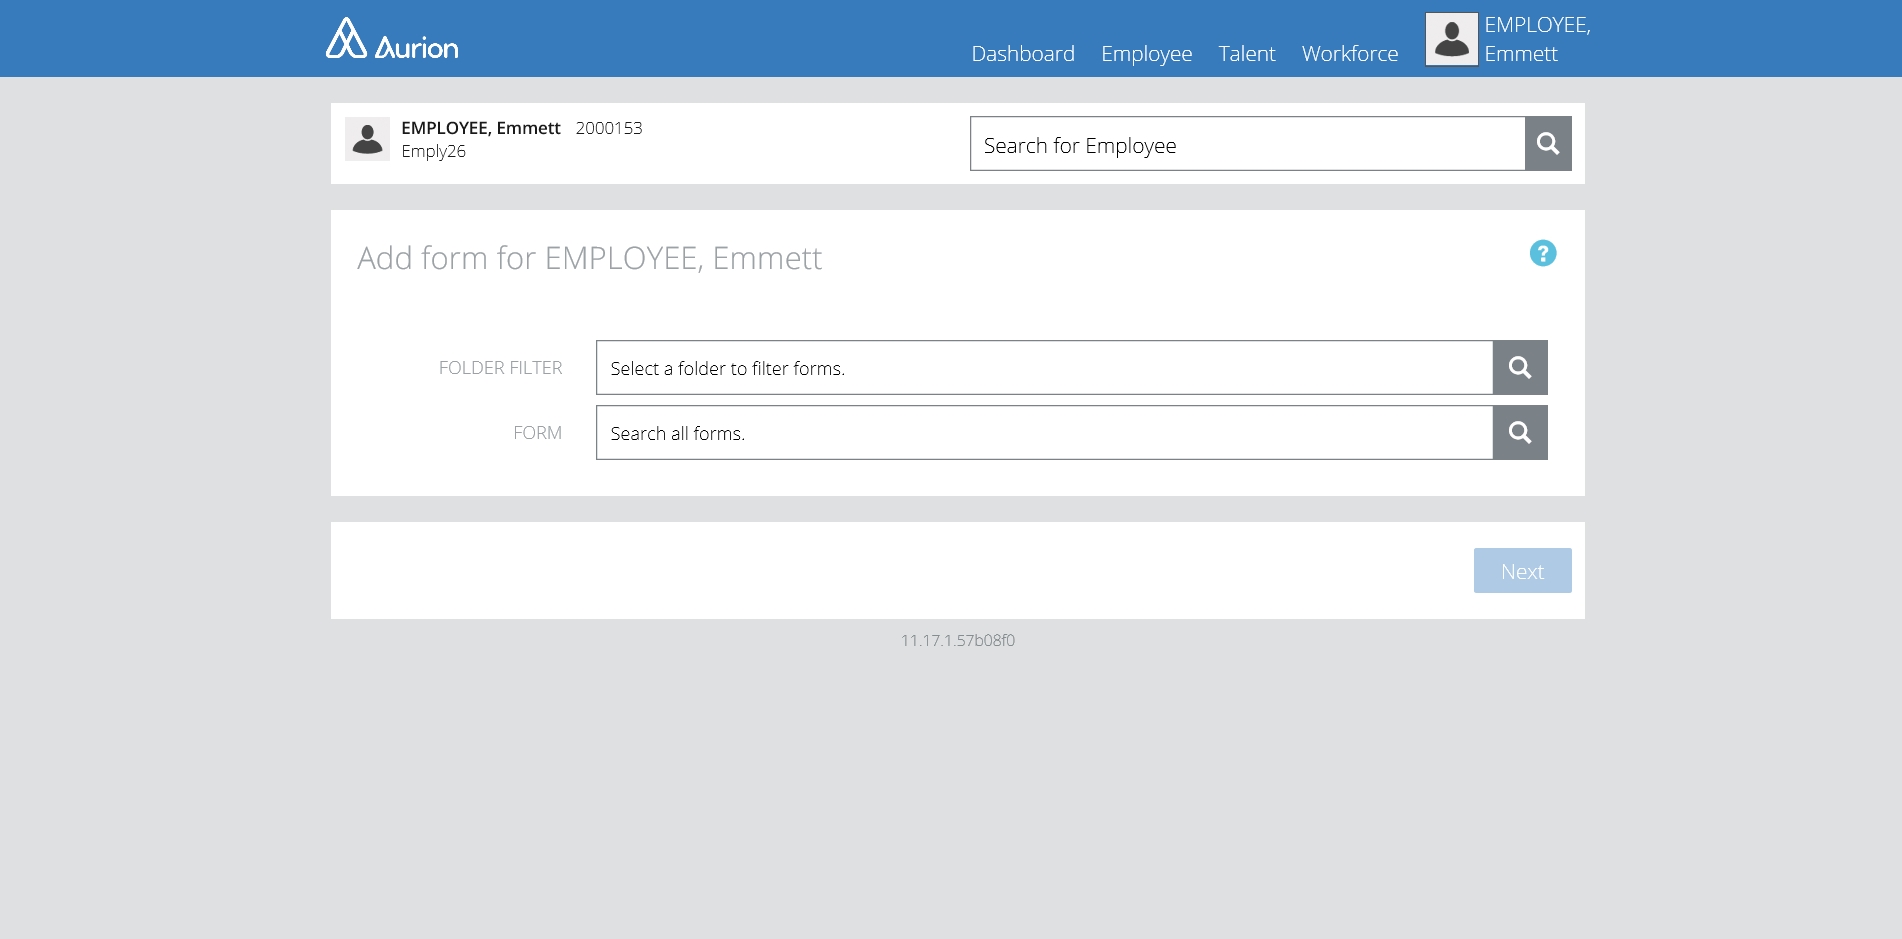 Aurion
Dashboard Employee Talent Workforce
EMPLOYEE,
Emmett
EMPLOYEE, Emmett 2000153
Emply26
Search for Employee
Add form for EMPLOYEE, Emmett
?
FOLDER FILTER
Select a folder to filter forms.
FORM
Search all forms.
Next
11.17.1.57b08f0